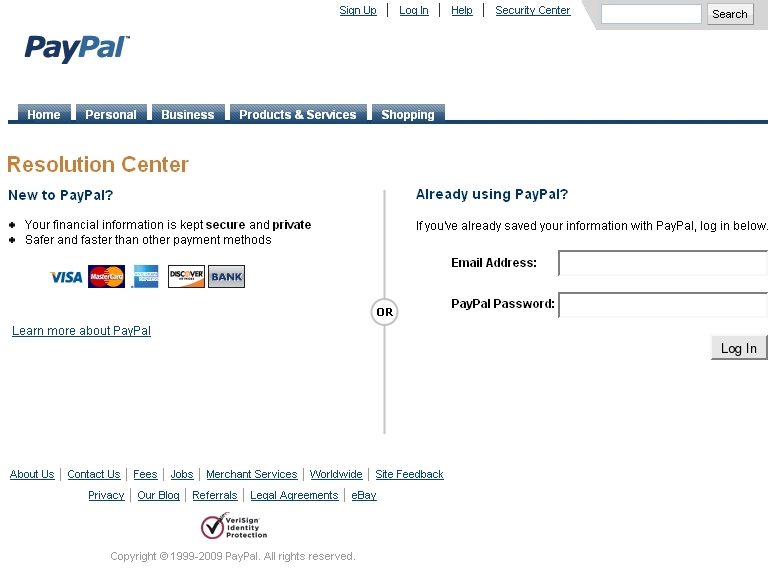 Sign Up | Log In | Help | Security Center
Search
PayPal™
Home Personal Business Products & Services Shopping
Resolution Center
New to PayPal?
Your financial information is kept secure and private
Safer and faster than other payment methods
VISA MasterCard AMERICAN EXPRESS DISCOVER NETWORK BANK
Learn more about PayPal
OR
Already using PayPal?
If you've already saved your information with PayPal, log in below.
Email Address:
PayPal Password:
Log In
About Us | Contact Us | Fees | Jobs | Merchant Services | Worldwide | Site Feedback
Privacy | Our Blog | Referrals | Legal Agreements | eBay
VeriSign
Identity
Protection
Copyright © 1999-2009 PayPal. All rights reserved.